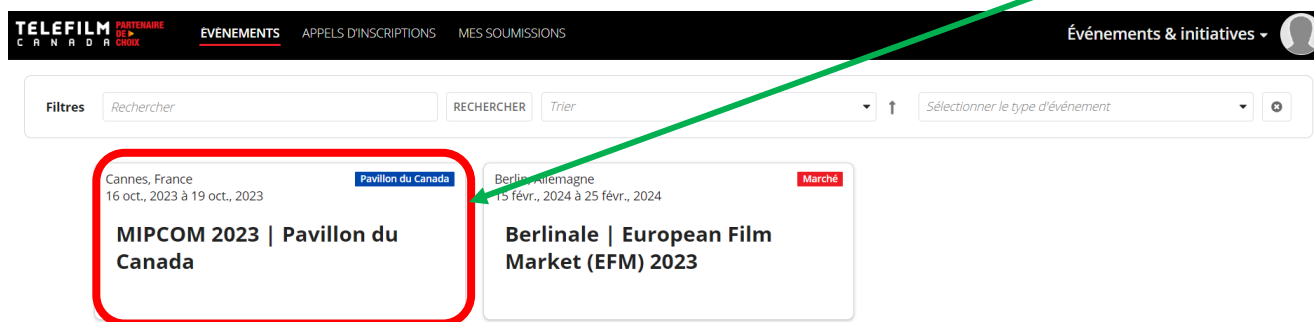 TELEFILM PARTENAIRE
CANADA DE CHOIX
ÉVÈNEMENTS APPELS D'INSCRIPTIONS MES SOUMISSIONS Événements & initiatives
Filtres Rechercher RECHERCHER Trier Sélectionner le type d'événement
Cannes, France Pavillon du Canada
16 oct., 2023 à 19 oct., 2023
MIPCOM 2023 | Pavillon du
Canada
Berlin, Allemagne Marché
15 févr., 2024 à 25 févr., 2024
Berlinale | European Film
Market (EFM) 2023